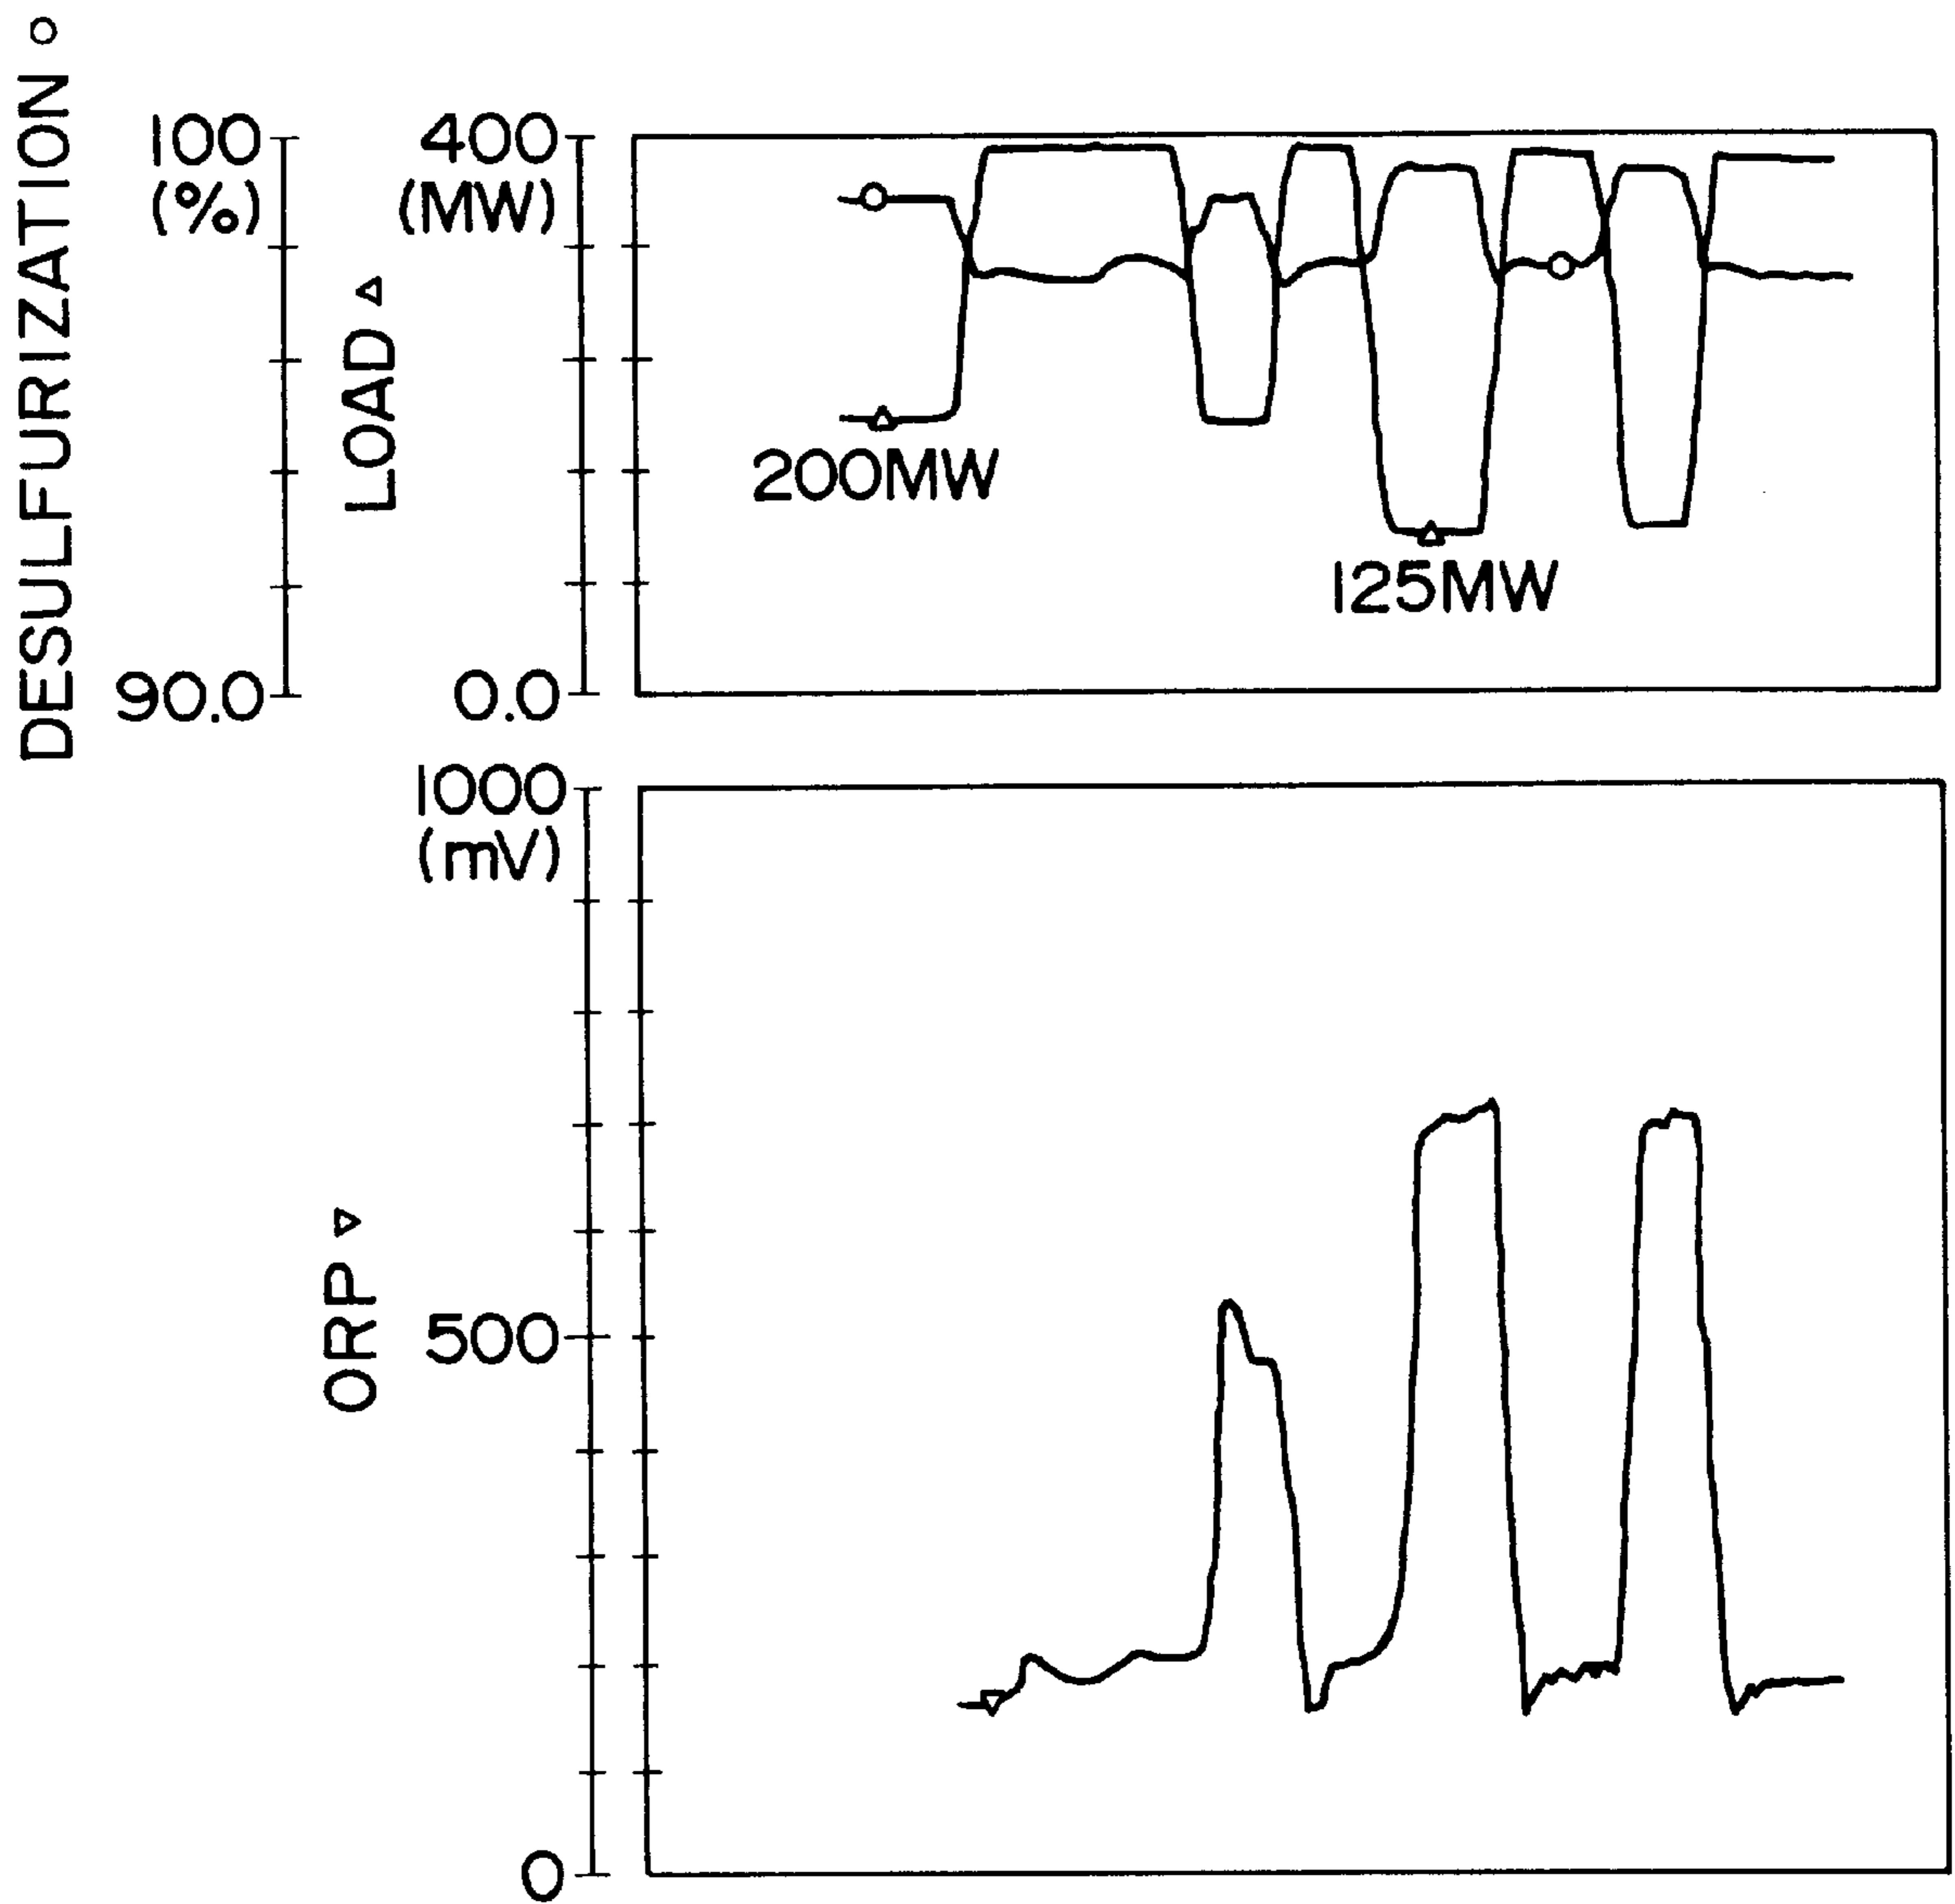 DESULFURIZATION ○
100
(%)
90.0
LOAD △
400
(MW)
0.0
200MW
125MW
ORP ▽
1000
(mV)
500
0